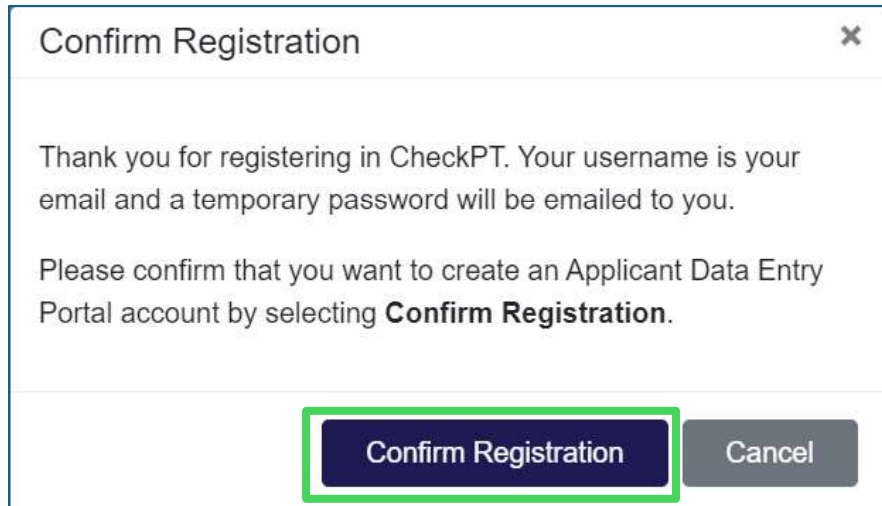 Confirm Registration ×
Thank you for registering in CheckPT. Your username is your
email and a temporary password will be emailed to you.
Please confirm that you want to create an Applicant Data Entry
Portal account by selecting Confirm Registration.
Confirm Registration Cancel